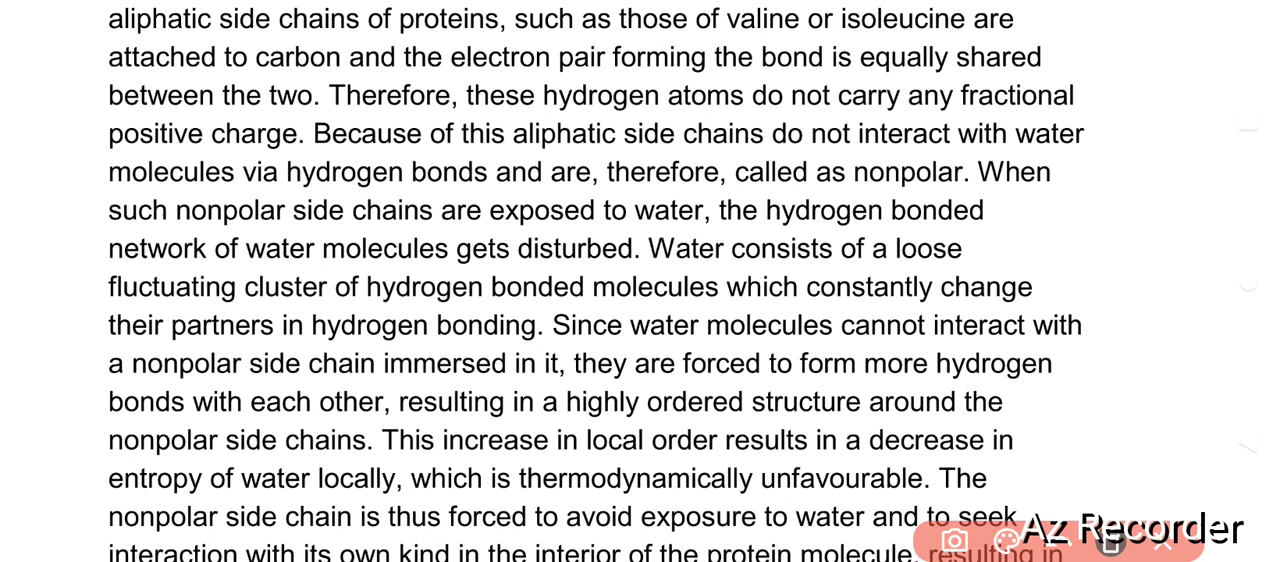 aliphatic side chains of proteins, such as those of valine or isoleucine are
attached to carbon and the electron pair forming the bond is equally shared
between the two. Therefore, these hydrogen atoms do not carry any fractional
positive charge. Because of this aliphatic side chains do not interact with water
molecules via hydrogen bonds and are, therefore, called as nonpolar. When
such nonpolar side chains are exposed to water, the hydrogen bonded
network of water molecules gets disturbed. Water consists of a loose
fluctuating cluster of hydrogen bonded molecules which constantly change
their partners in hydrogen bonding. Since water molecules cannot interact with
a nonpolar side chain immersed in it, they are forced to form more hydrogen
bonds with each other, resulting in a highly ordered structure around the
nonpolar side chains. This increase in local order results in a decrease in
entropy of water locally, which is thermodynamically unfavourable. The
nonpolar side chain is thus forced to avoid exposure to water and to seek
interaction with its own kind in the interior of the protein molecule, resulting in
Az Recorder